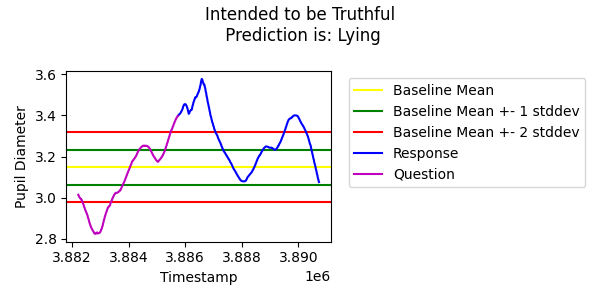 Intended to be Truthful
Prediction is: Lying
Pupil Diameter
3.6
3.4
3.2
3.0
2.8
3.882 3.884 3.886 3.888 3.890
1e6
Timestamp
Baseline Mean
Baseline Mean +- 1 stddev
Baseline Mean +- 2 stddev
Response
Question